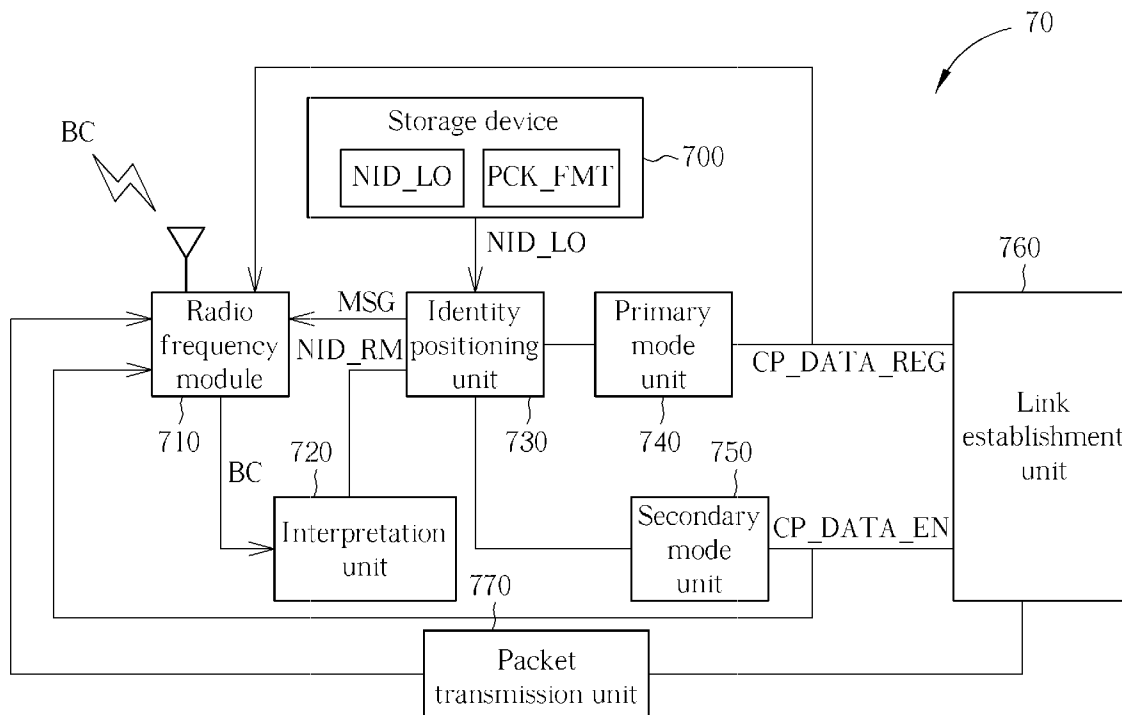 70
BC
Storage device
NID_LO
PCK_FMT
700
NID_LO
760
Radio
frequency
module
MSG
NID_RM
Identity
positioning
unit
Primary
mode
unit
CP_DATA_REG
Link
establishment
unit
710
730
740
720
750
BC
Interpretation
unit
Secondary
mode
unit
CP_DATA_EN
770
Packet
transmission unit